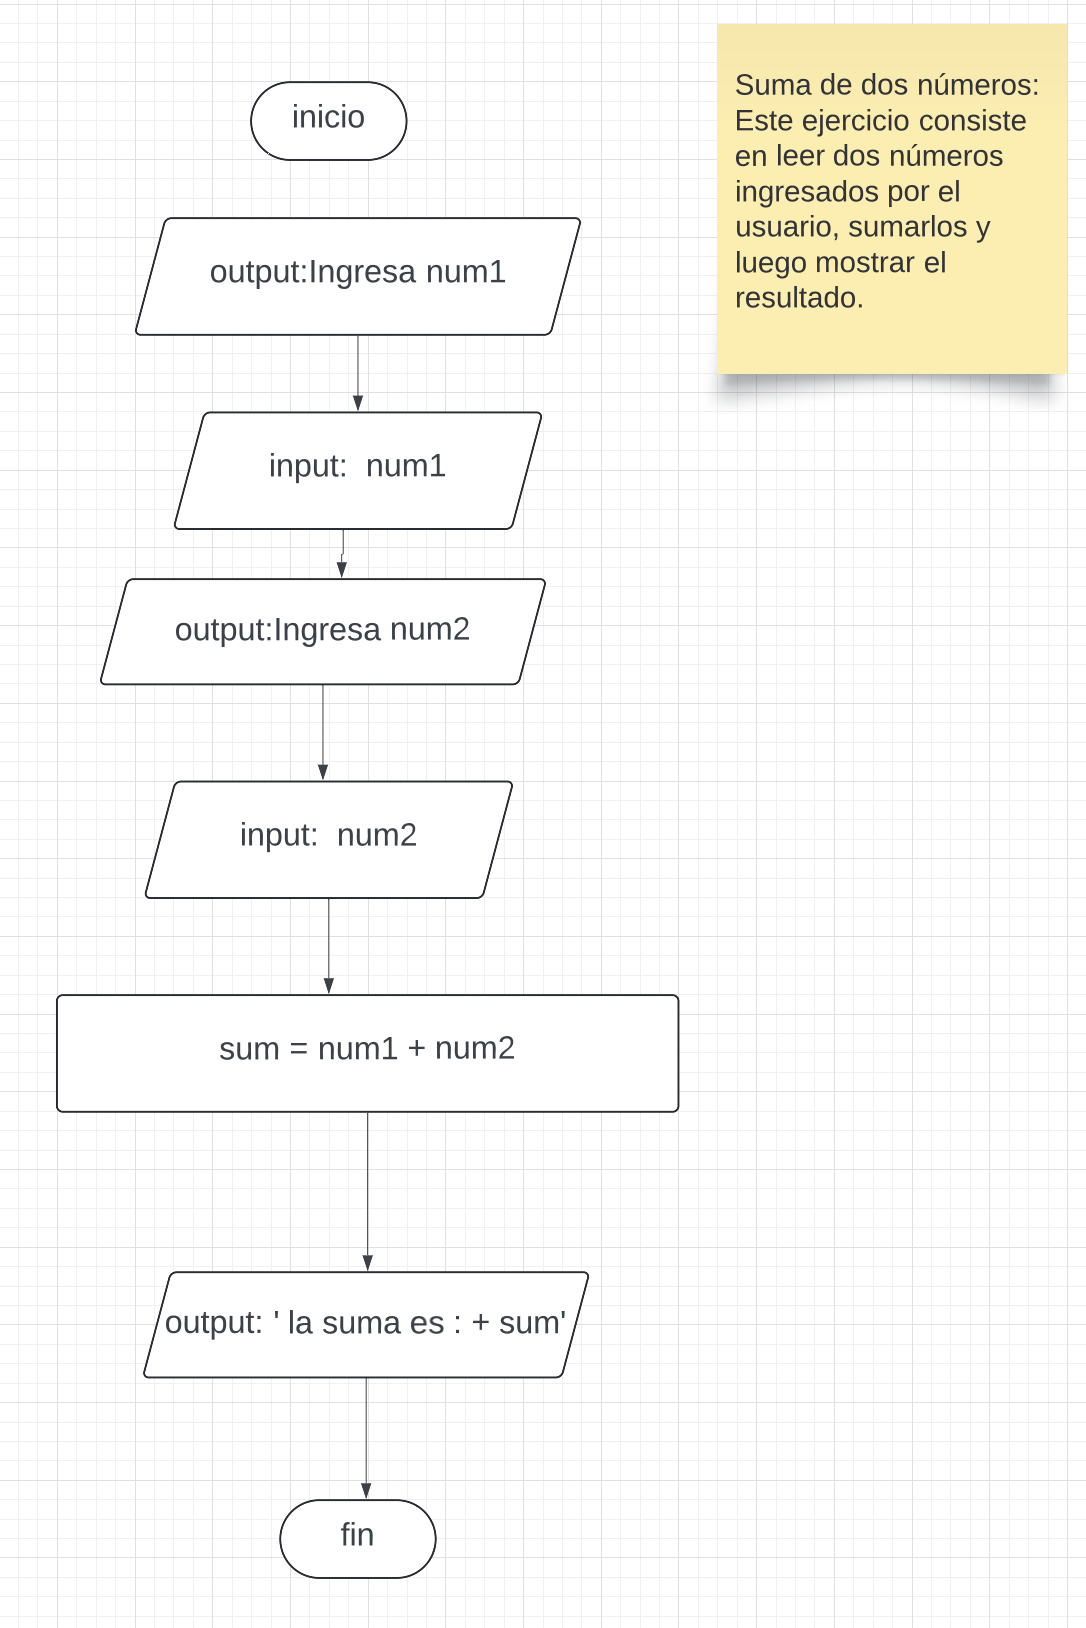 inicio
output:Ingresa num1
input:  num1
output:Ingresa num2
input:  num2
sum = num1 + num2
output: ' la suma es : + sum'
fin
Suma de dos números:
Este ejercicio consiste
en leer dos números
ingresados por el
usuario, sumarlos y
luego mostrar el
resultado.